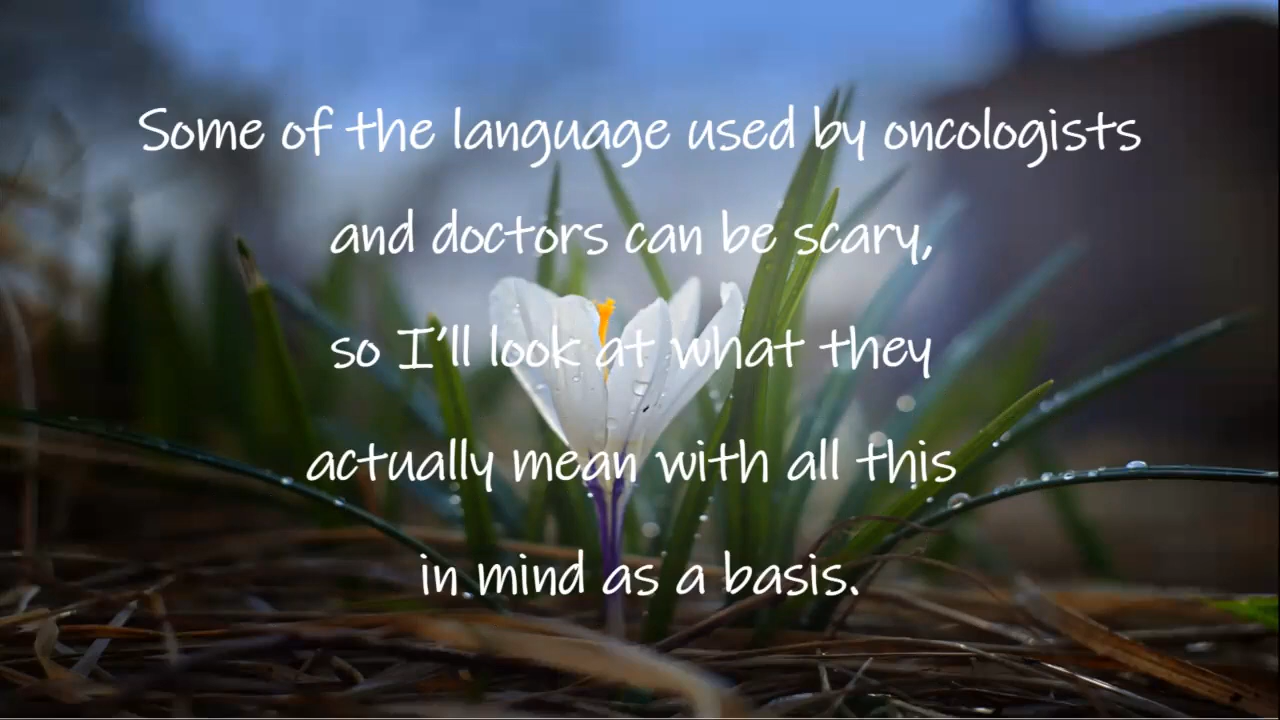 Some of the language used by oncologists
and doctors can be scary,
so I'll look at what they
actually mean with all this
in mind as a basis.